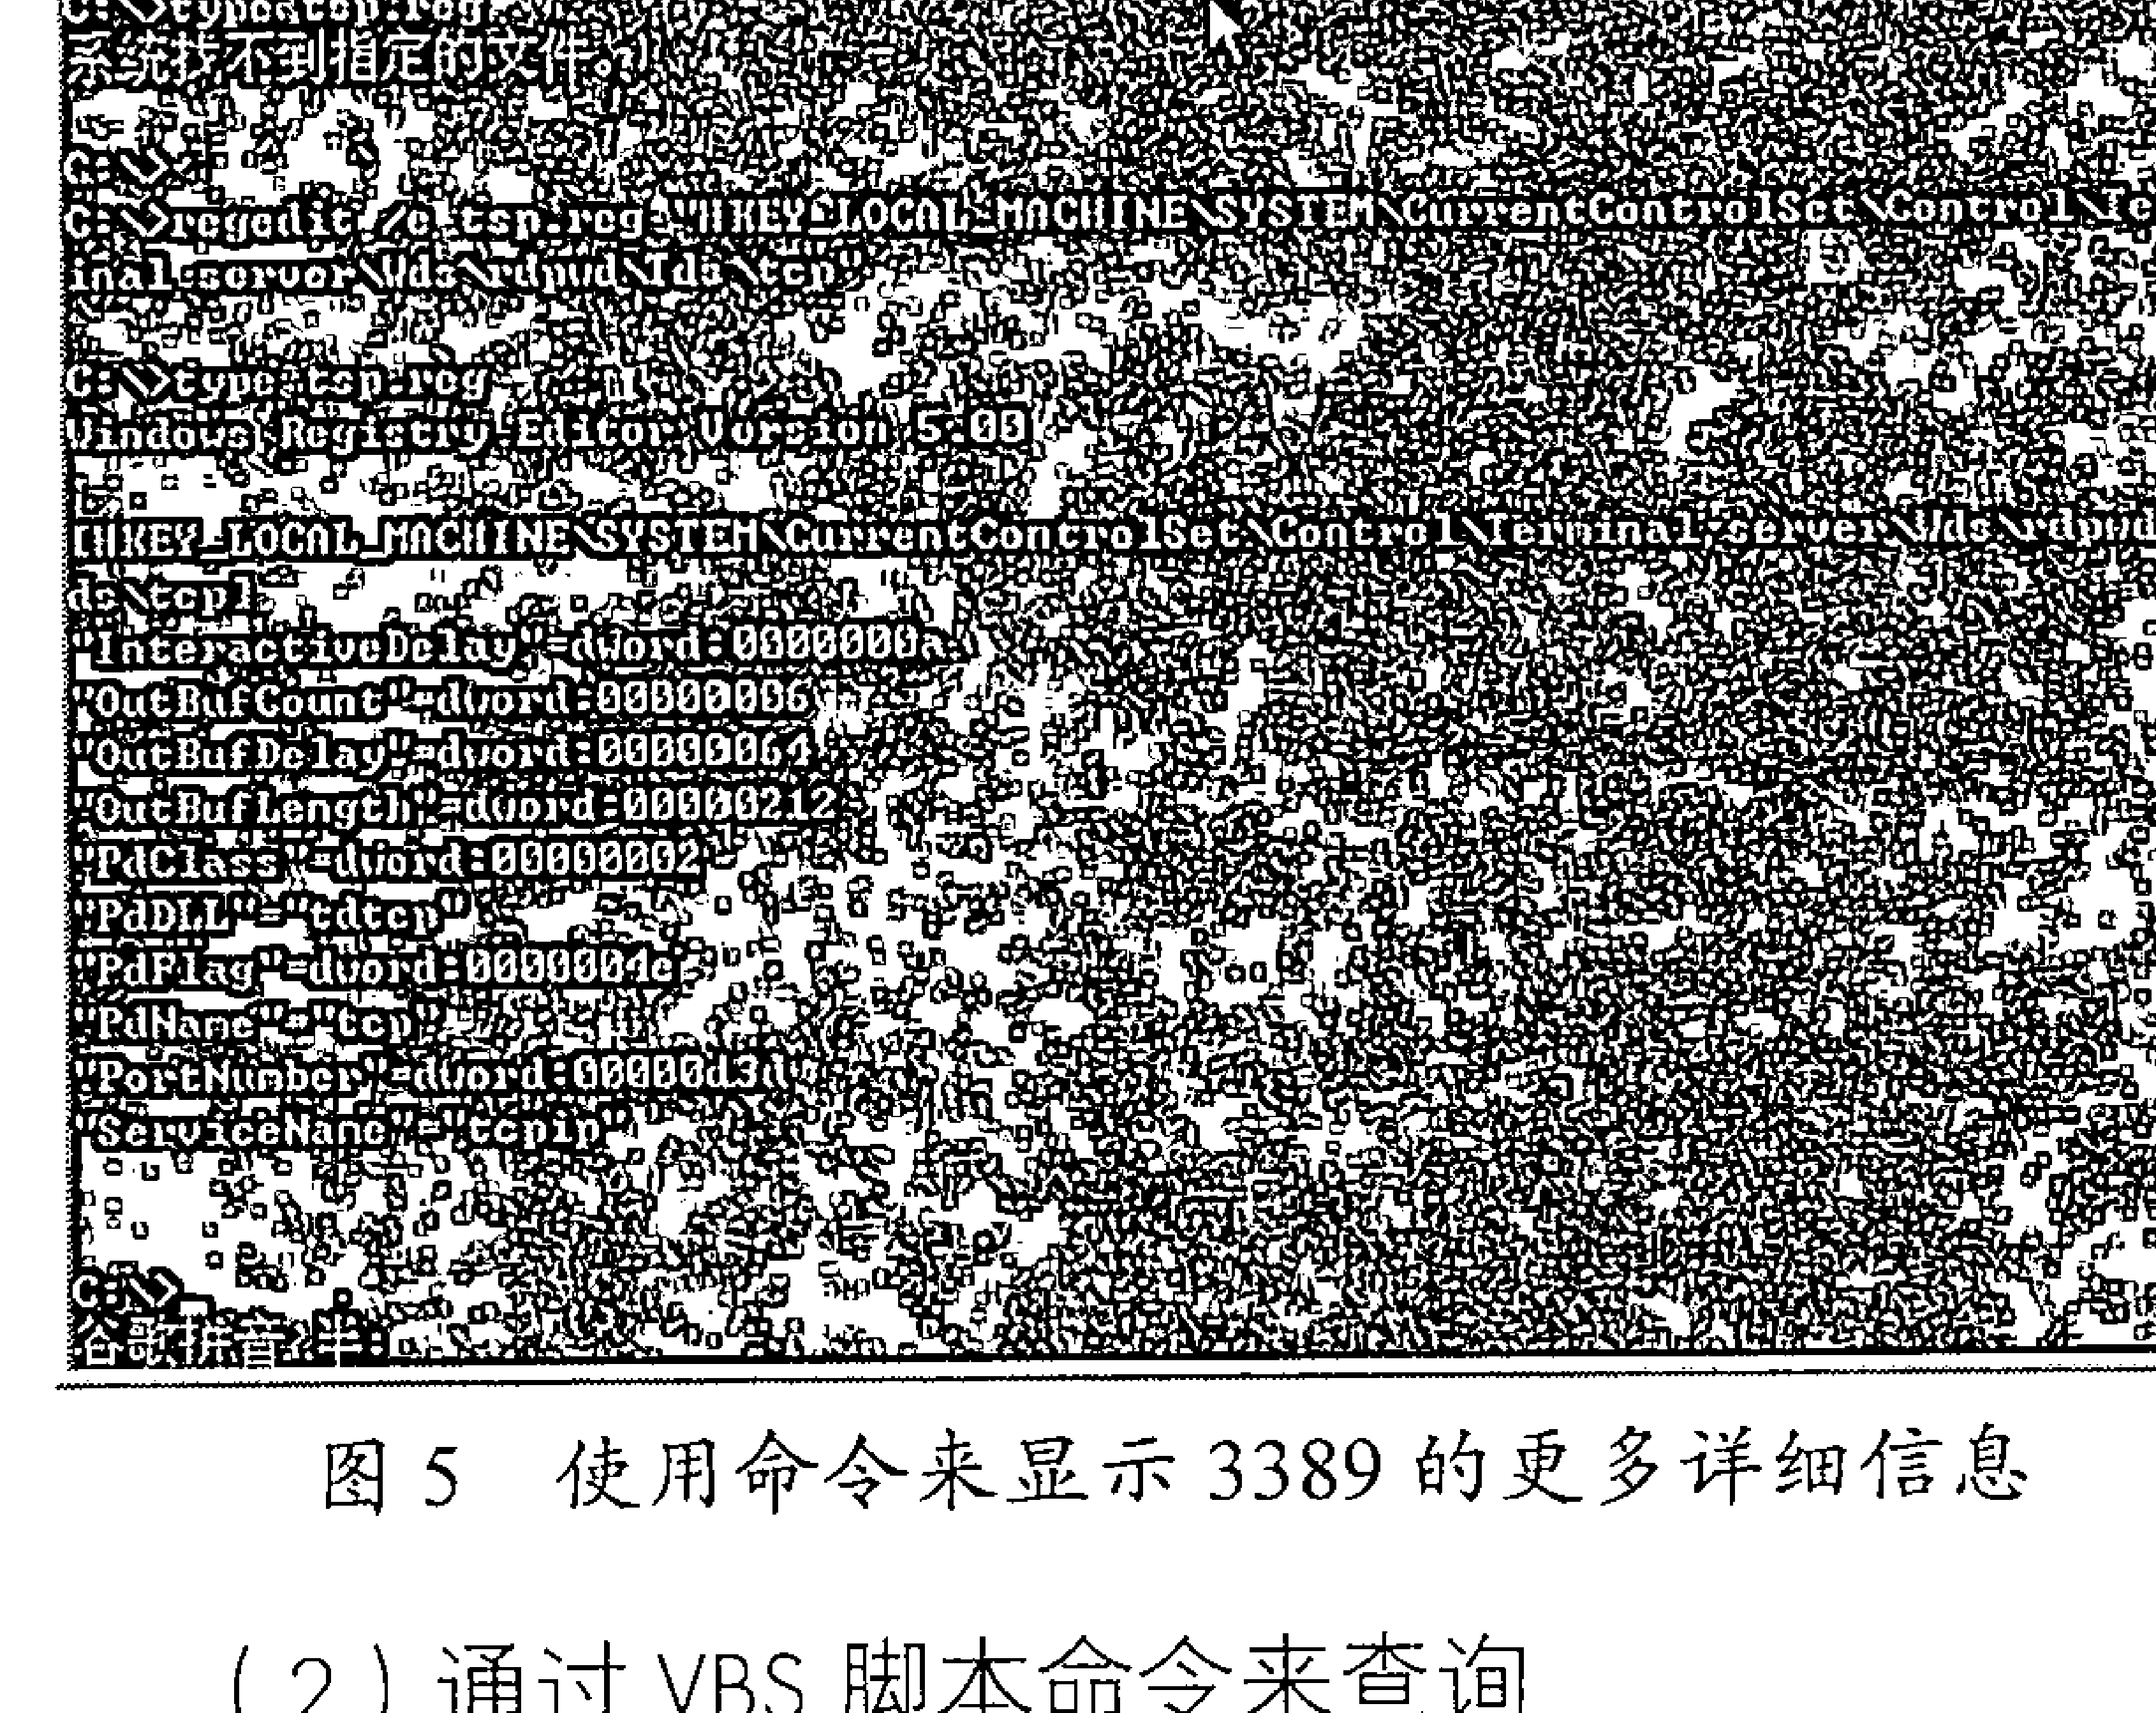 C:\>type tsp.reg
系统找不到指定的文件。
C:\>
C:\>regedit /e tsp.reg "HKEY_LOCAL_MACHINE\SYSTEM\CurrentControlSet\Control\Te
inal server\Wds\rdpwd\Tds\tcp"
C:\>type tsp.reg
Windows Registry Editor Version 5.00
[HKEY_LOCAL_MACHINE\SYSTEM\CurrentControlSet\Control\Terminal server\Wds\rdpwd
ds\tcp]
"InteractiveDelay"=dword:0000000a
"OutBufCount"=dword:00000006
"OutBufDelay"=dword:00000064
"OutBufLength"=dword:00000212
"PdClass"=dword:00000002
"PdDLL"="tdtcp"
"PdFlag"=dword:0000004e
"PdName"="tcp"
"PortNumber"=dword:00000d3d
"ServiceName"="tcpip"
C:\>_
图 5 使用命令来显示 3389 的更多详细信息
(2) 通过 VBS 脚本命令来查询